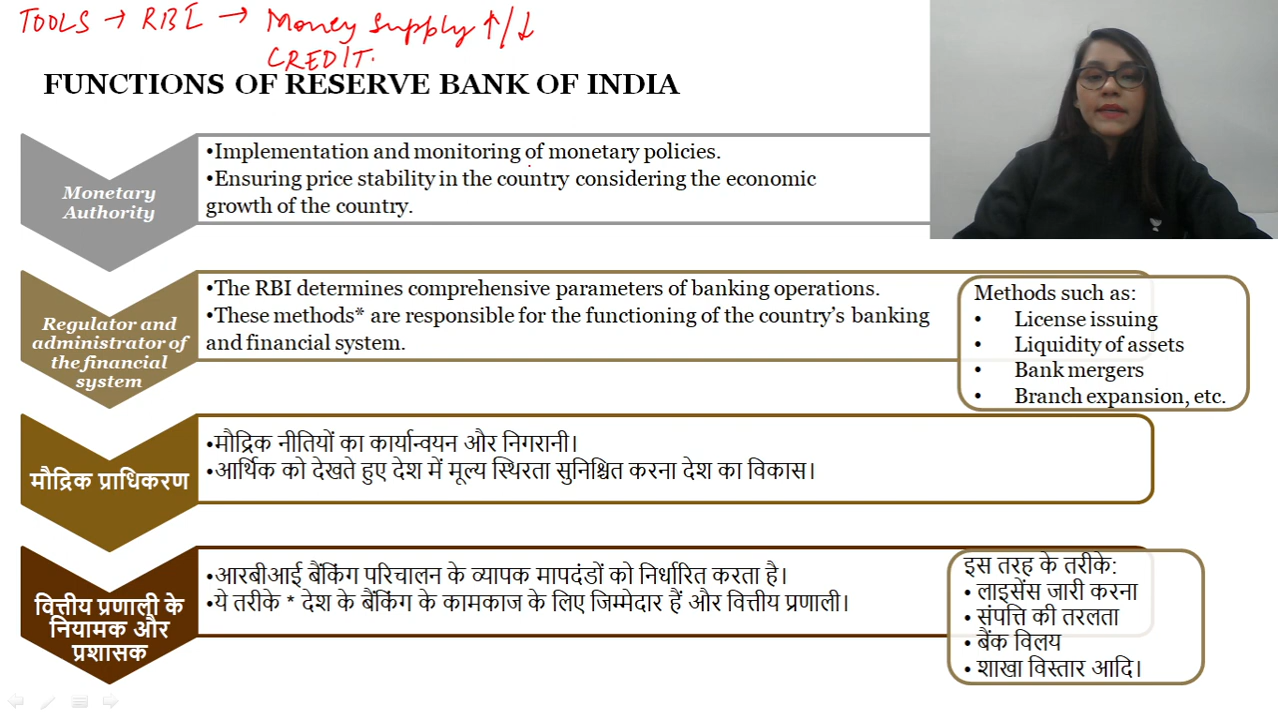 TOOLS → RBI → Money Supply ↑/↓
CREDIT.
FUNCTIONS OF RESERVE BANK OF INDIA
Monetary
Authority
•Implementation and monitoring of monetary policies.
•Ensuring price stability in the country considering the economic
growth of the country.
Regulator and
administrator of
the financial
system
•The RBI determines comprehensive parameters of banking operations.
•These methods* are responsible for the functioning of the country's banking
and financial system.
Methods such as:
• License issuing
• Liquidity of assets
• Bank mergers
• Branch expansion, etc.
मौद्रिक प्राधिकरण
•मौद्रिक नीतियों का कार्यान्वयन और निगरानी।
•आर्थिक को देखते हुए देश में मूल्य स्थिरता सुनिश्चित करना देश का विकास।
वित्तीय प्रणाली के
नियामक और
प्रशासक
•आरबीआई बैंकिंग परिचालन के व्यापक मापदंडों को निर्धारित करता है।
•ये तरीके * देश के बैंकिंग के कामकाज के लिए जिम्मेदार हैं और वित्तीय प्रणाली।
इस तरह के तरीके:
• लाइसेंस जारी करना
• संपत्ति की तरलता
• बैंक विलय
• शाखा विस्तार आदि।